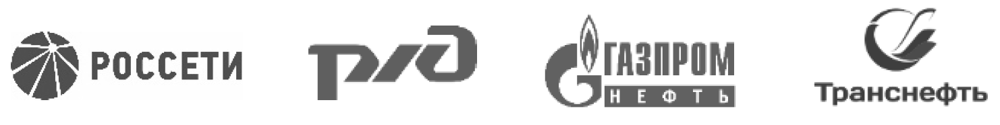 РОССЕТИ
РЖД
ГАЗПРОМ
НЕФТЬ
Транснефть